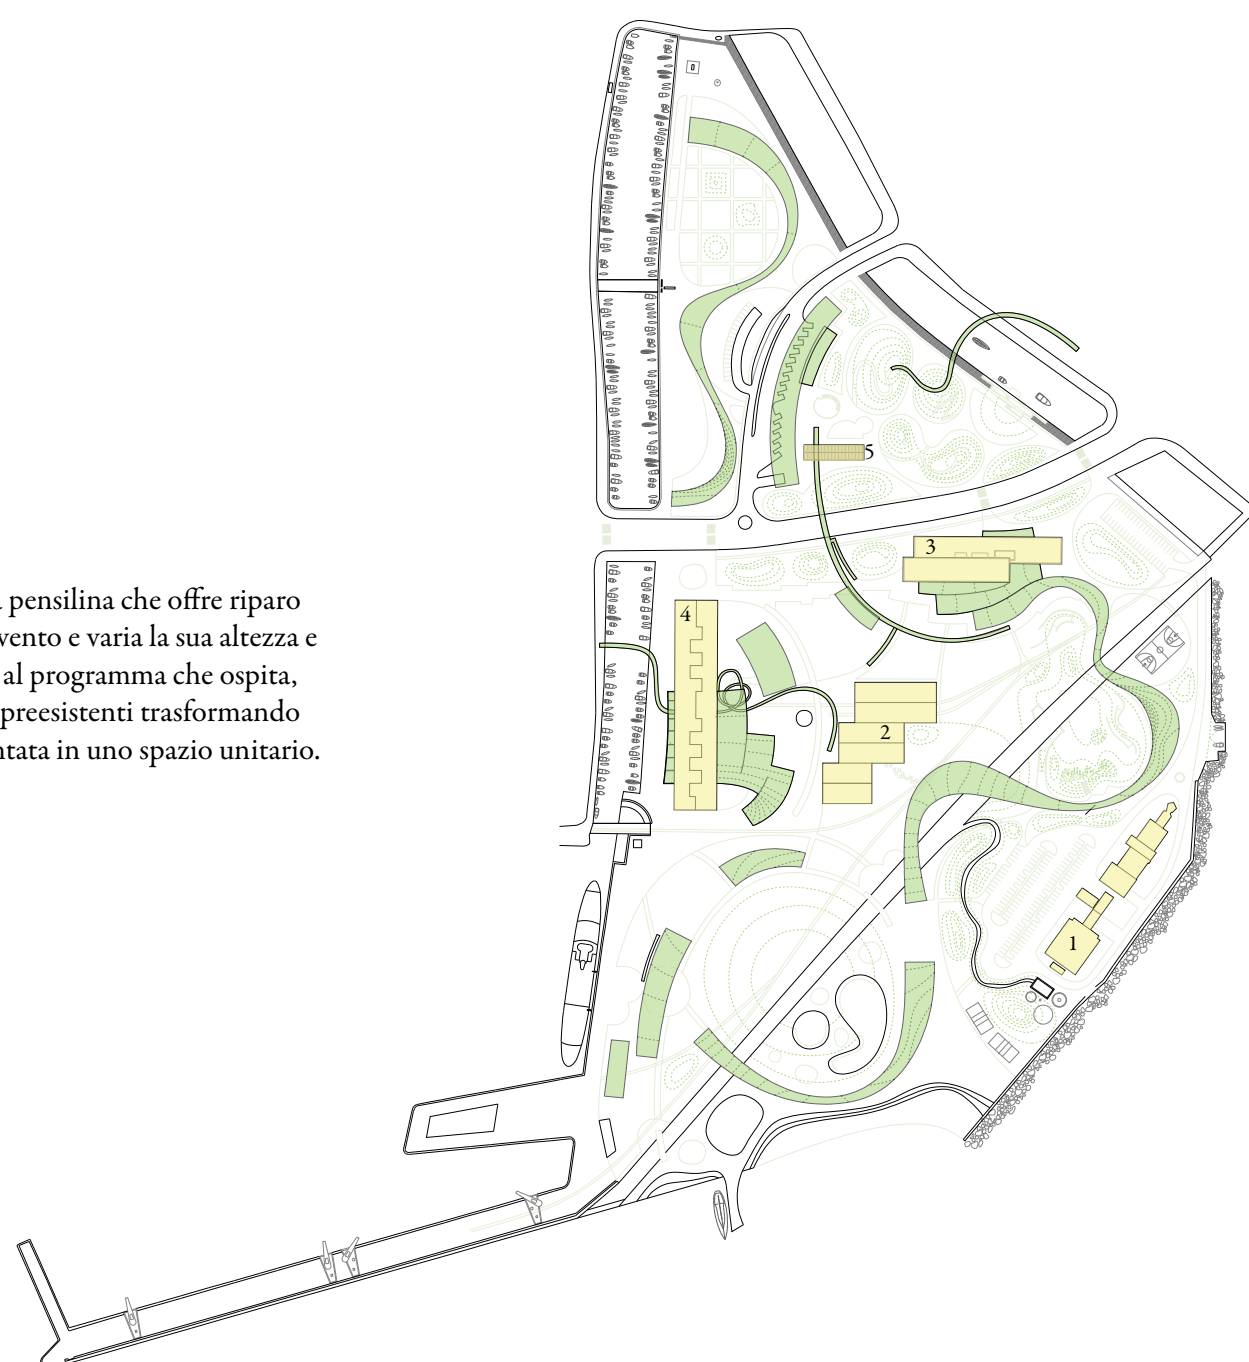 pensilina che offre riparo
vento e varia la sua altezza e
al programma che ospita,
preesistenti trasformando
ntata in uno spazio unitario.
5
3
4
2
1